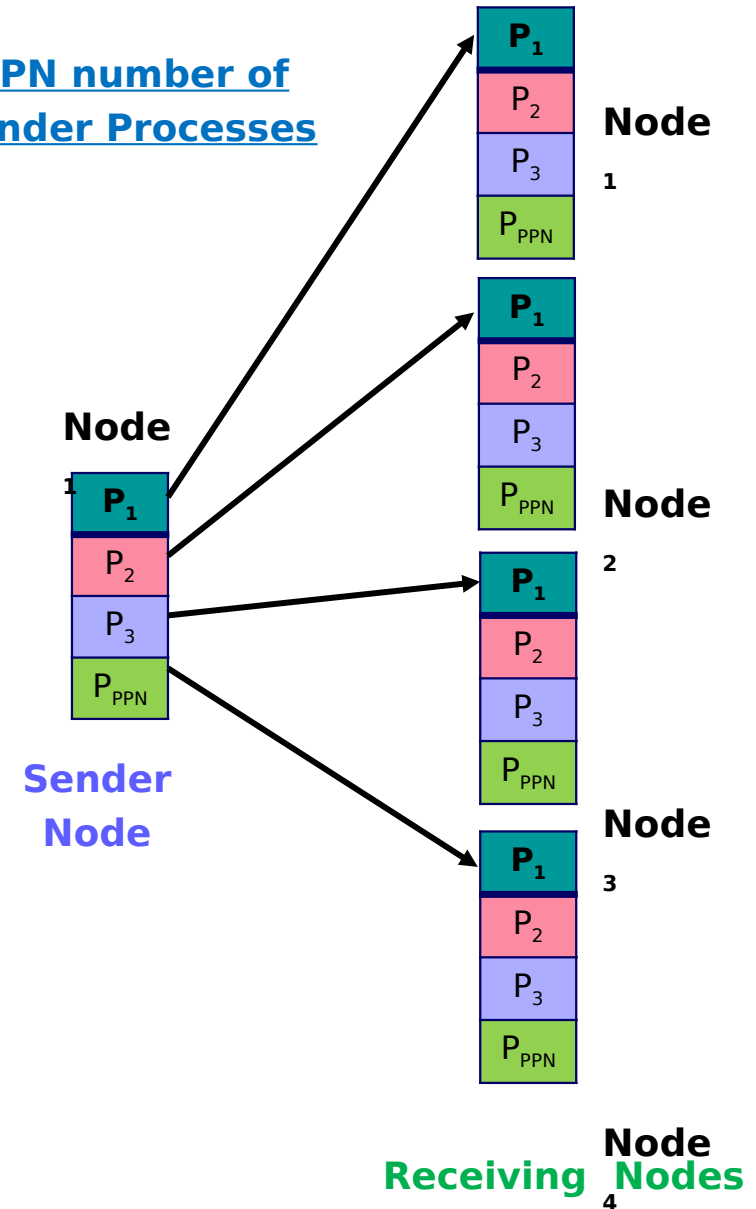 PN number of
nder Processes
P1
P2
P3
PPPN
Node
1
P1
P2
P3
PPPN
Node
2
Node
1
P1
P2
P3
PPPN
Sender
Node
P1
P2
P3
PPPN
Node
3
P1
P2
P3
PPPN
Node
4
Receiving Nodes